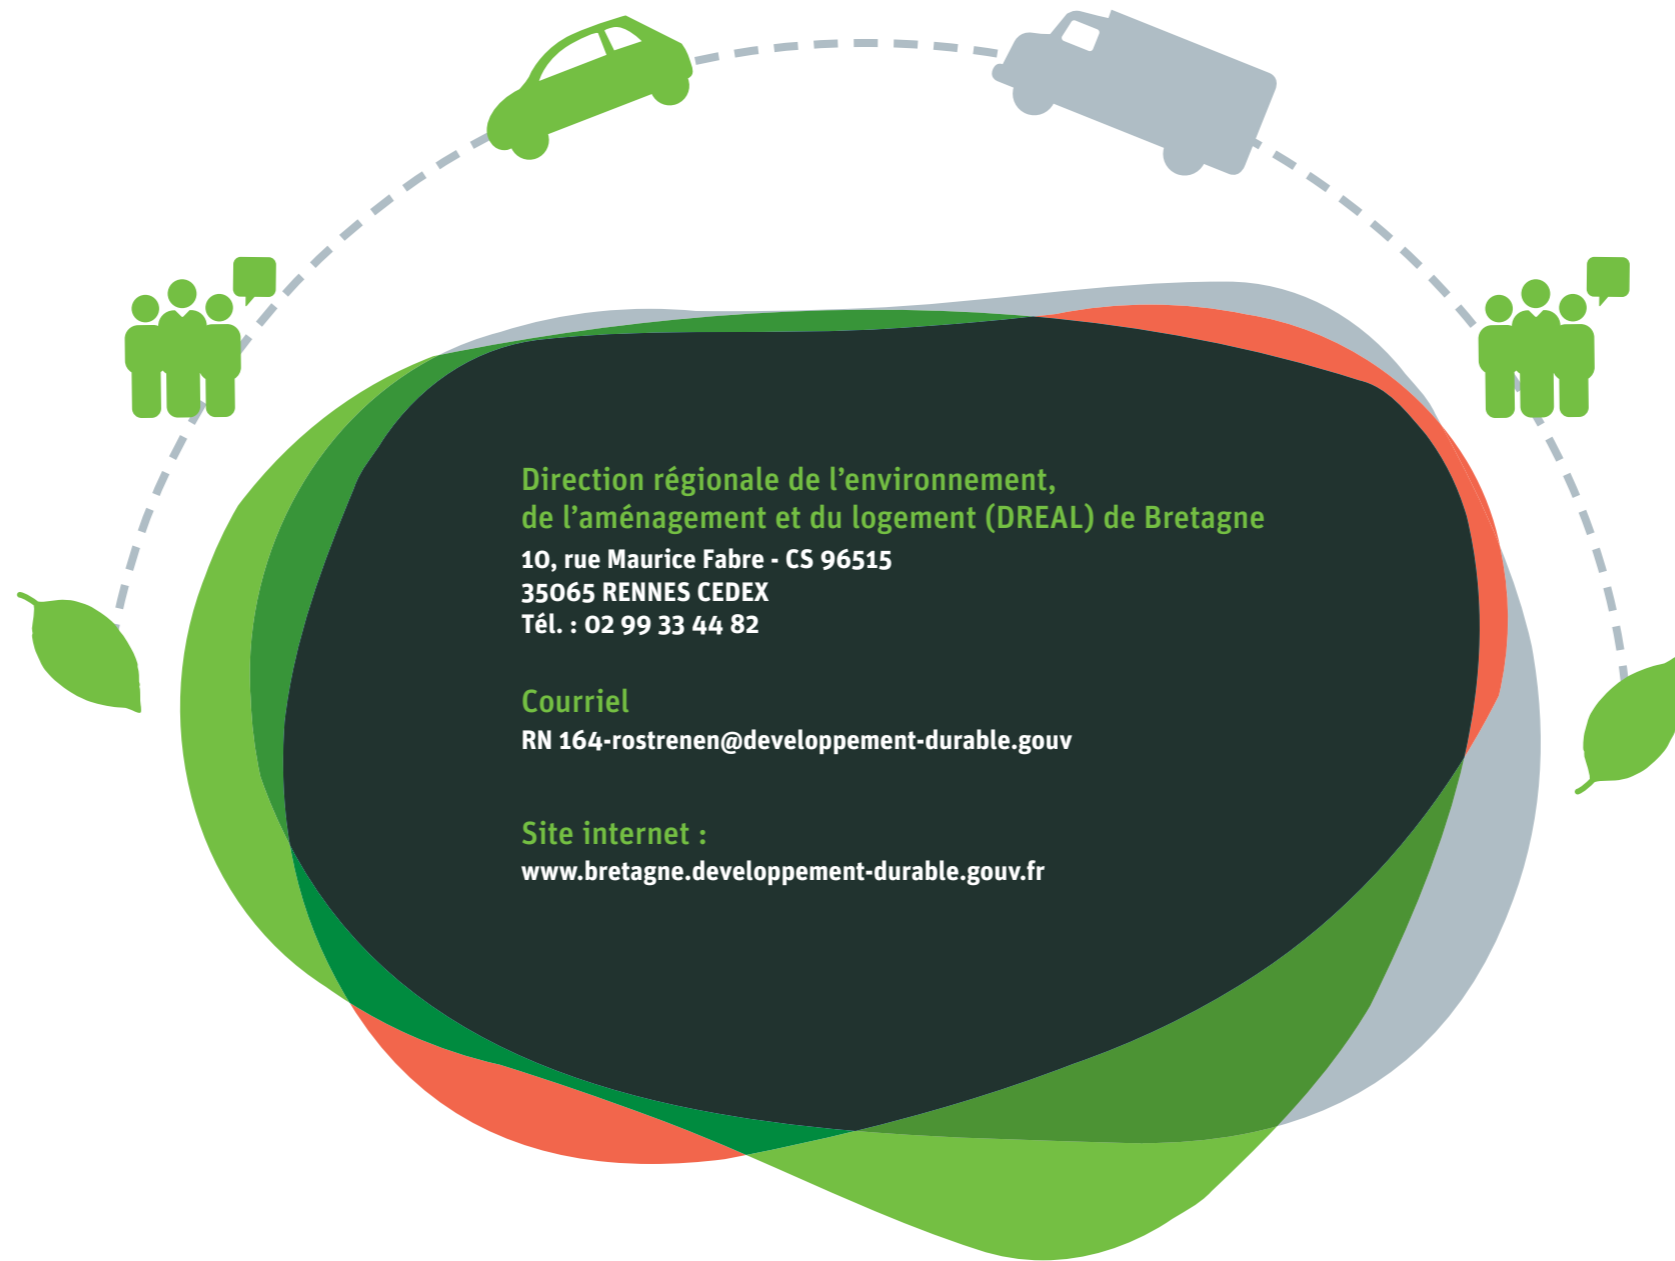 Direction régionale de l’environnement,
de l’aménagement et du logement (DREAL) de Bretagne
10, rue Maurice Fabre - CS 96515
35065 RENNES CEDEX
Tél. : 02 99 33 44 82
Courriel
RN 164-rostrenen@developpement-durable.gouv
Site internet :
www.bretagne.developpement-durable.gouv.fr